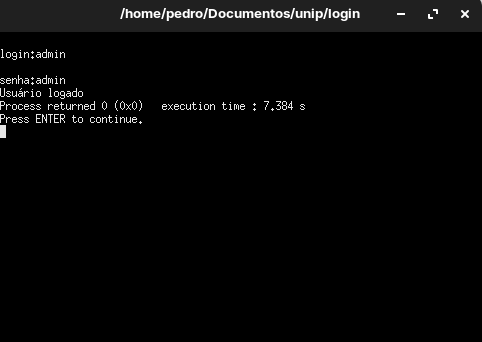 /home/pedro/Documentos/unip/login
login:admin
senha:admin
Usuário logado
Process returned 0 (0x0)   execution time : 7.384 s
Press ENTER to continue.